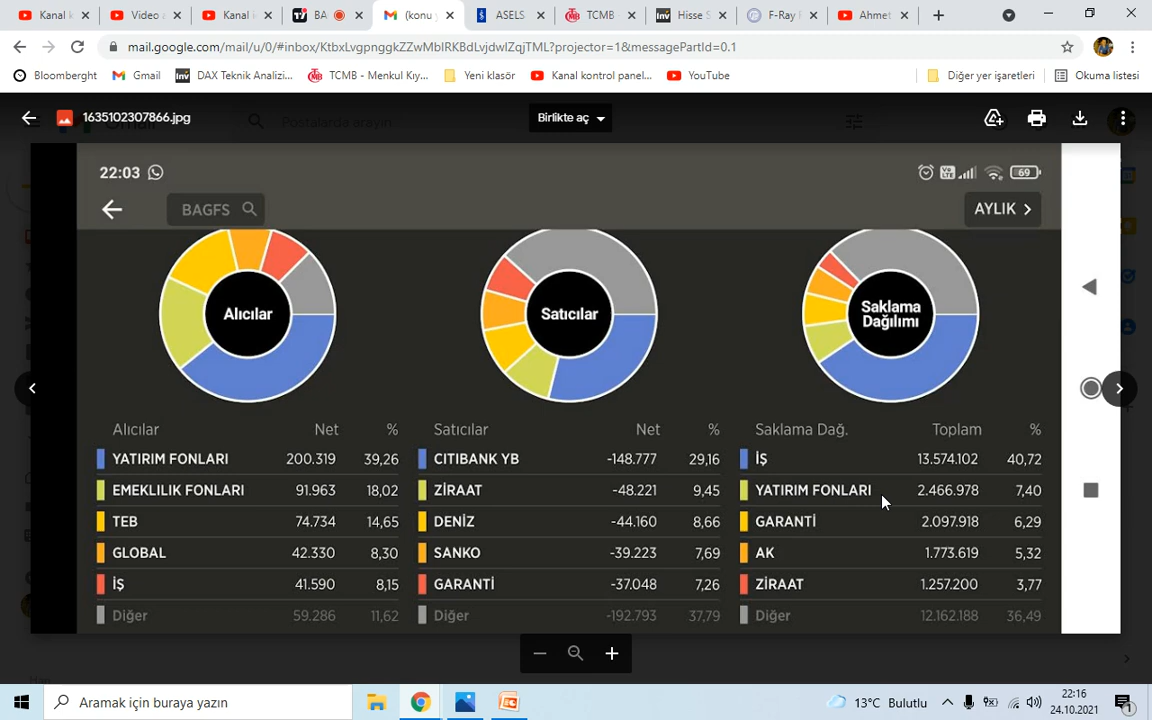 Kanal k
Video a
Kanal k
BA
(konu y
ASELS
TCMB
Hisse S
F-Ray F
Ahmet
mail.google.com/mail/u/0/#inbox/KtbxLvgpnggkZZwMblRKBdLvjdwlZqjTML?projector=1&messagePartId=0.1
Bloomberght
Gmail
DAX Teknik Analizi...
TCMB - Menkul Kıy...
Yeni klasör
Kanal kontrol panel...
YouTube
Diğer yer işaretleri
Okuma listesi
1635102307866.jpg
Postalarda arayın
Birlikte aç
22:03
69
BAGFS
AYLIK
Alıcılar
Satıcılar
Saklama
Dağılımı
Alıcılar Net %
YATIRIM FONLARI 200.319 39,26
EMEKLILIK FONLARI 91.963 18,02
TEB 74.734 14,65
GLOBAL 42.330 8,30
İŞ 41.590 8,15
Diğer 59.286 11,62
Satıcılar Net %
CITIBANK YB -148.777 29,16
ZİRAAT -48.221 9,45
DENİZ -44.160 8,66
SANKO -39.223 7,69
GARANTİ -37.048 7,26
Diğer -192.793 37,79
Saklama Dağ. Toplam %
İŞ 13.574.102 40,72
YATIRIM FONLARI 2.466.978 7,40
GARANTİ 2.097.918 6,29
AK 1.773.619 5,32
ZİRAAT 1.257.200 3,77
Diğer 12.162.188 36,49
Aramak için buraya yazın
13°C Bulutlu
22:16
24.10.2021
1